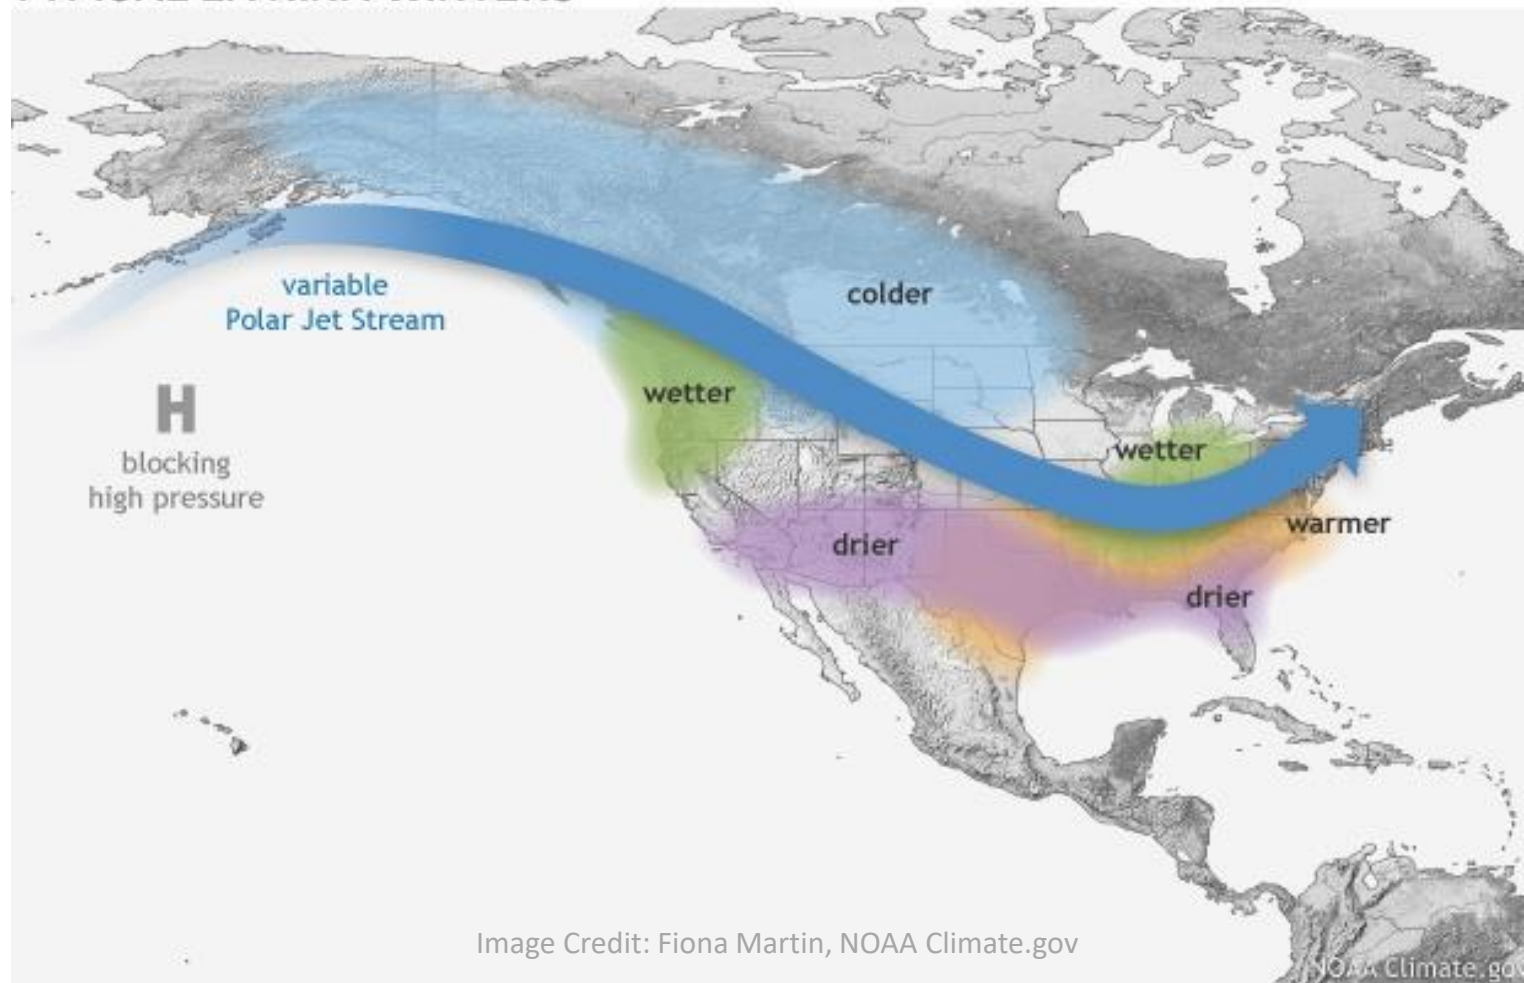 variable
Polar Jet Stream
colder
wetter
H
blocking
high pressure
wetter
warmer
drier
drier
Image Credit: Fiona Martin, NOAA Climate.gov
NOAA Climate.gov